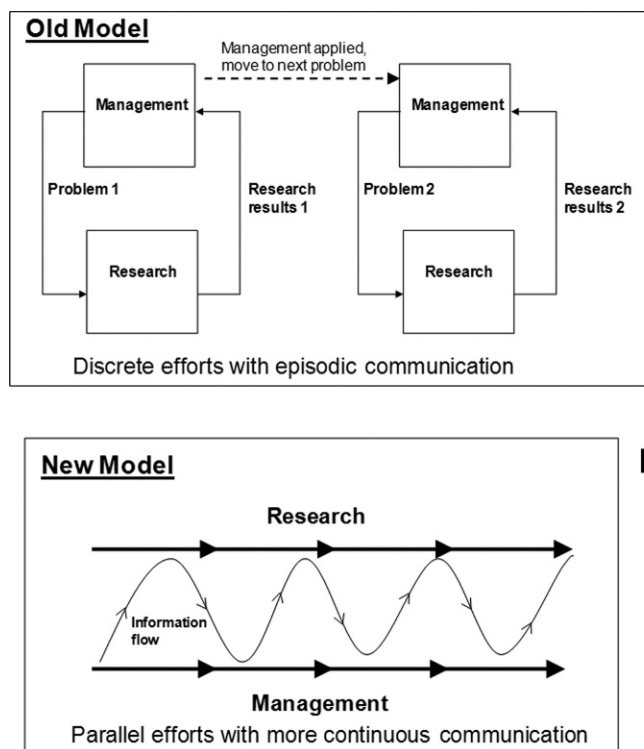 Old Model
Management applied,
move to next problem
Management
Management
Problem 1
Research
results 1
Problem 2
Research
results 2
Research
Research
Discrete efforts with episodic communication
New Model
Research
Information
flow
Management
Parallel efforts with more continuous communication